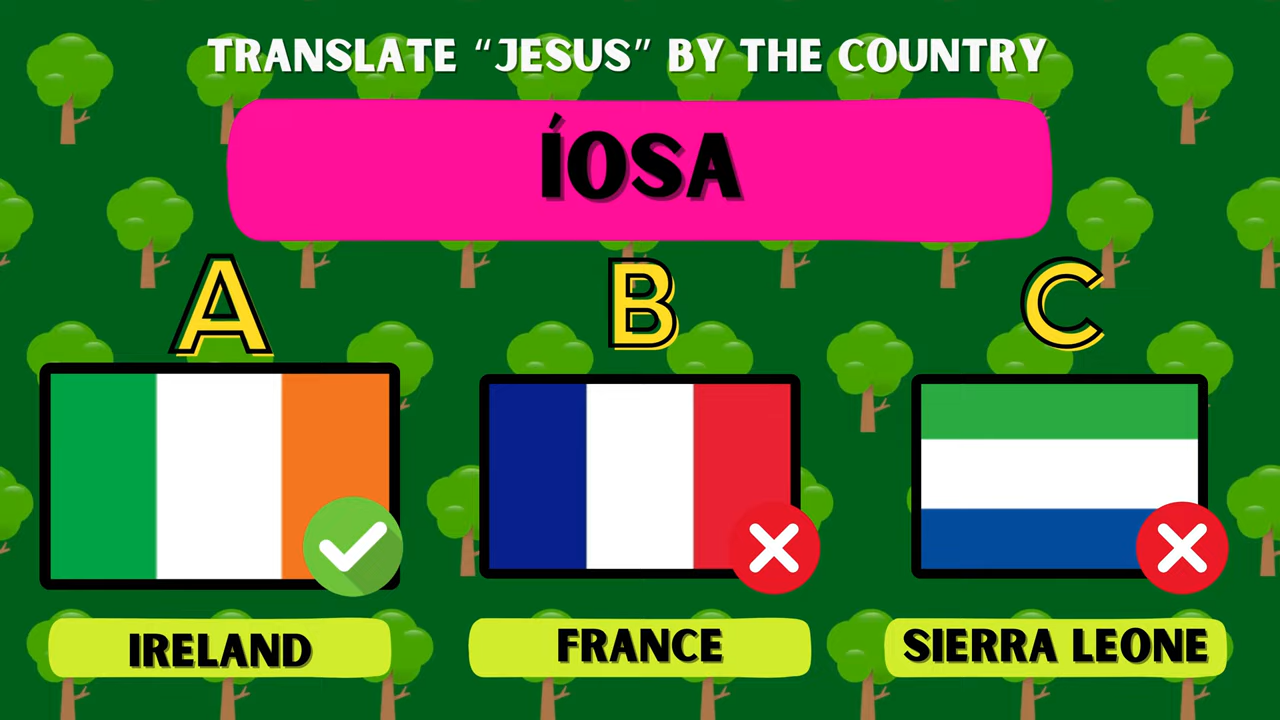 TRANSLATE “JESUS” BY THE COUNTRY
ÍOSA
A
B
C
IRELAND
FRANCE
SIERRA LEONE